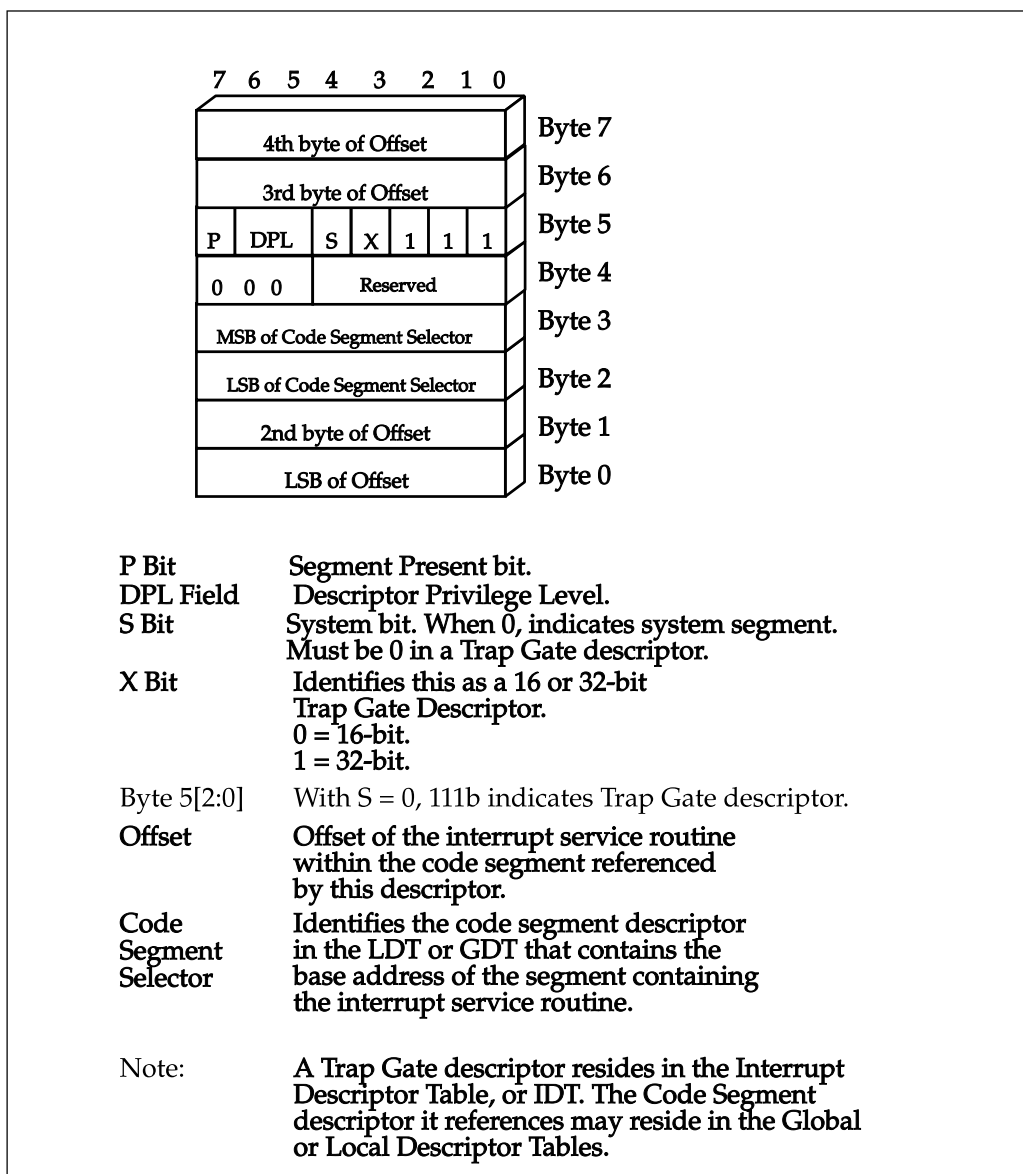 7 6 5 4 3 2 1 0
4th byte of Offset
Byte 7
3rd byte of Offset
Byte 6
P DPL S X 1 1 1
Byte 5
0 0 0 Reserved
Byte 4
MSB of Code Segment Selector
Byte 3
LSB of Code Segment Selector
Byte 2
2nd byte of Offset
Byte 1
LSB of Offset
Byte 0
P Bit Segment Present bit.
DPL Field Descriptor Privilege Level.
S Bit System bit. When 0, indicates system segment.
Must be 0 in a Trap Gate descriptor.
X Bit Identifies this as a 16 or 32-bit
Trap Gate Descriptor.
0 = 16-bit.
1 = 32-bit.
Byte 5[2:0] With S = 0, 111b indicates Trap Gate descriptor.
Offset Offset of the interrupt service routine
within the code segment referenced
by this descriptor.
Code Identifies the code segment descriptor
Segment in the LDT or GDT that contains the
Selector base address of the segment containing
the interrupt service routine.
Note: A Trap Gate descriptor resides in the Interrupt
Descriptor Table, or IDT. The Code Segment
descriptor it references may reside in the Global
or Local Descriptor Tables.